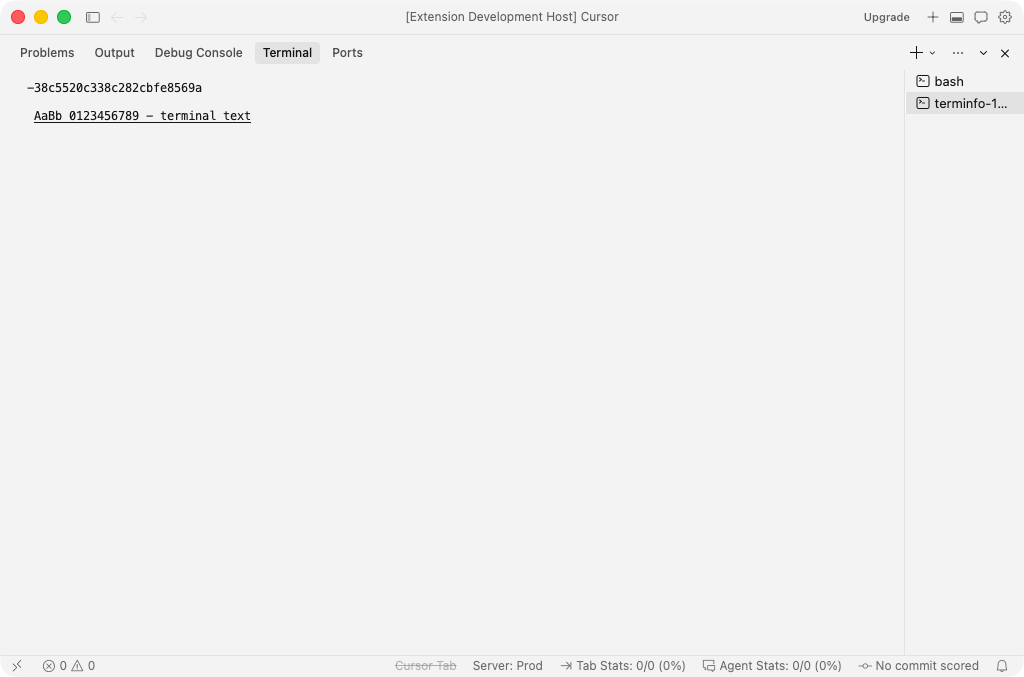 [Extension Development Host] Cursor
Upgrade
Problems Output Debug Console Terminal Ports
-38c5520c338c282cbfe8569a
AaBb 0123456789 - terminal text
bash
terminfo-1...
0 0 Cursor Tab Server: Prod Tab Stats: 0/0 (0%) Agent Stats: 0/0 (0%) No commit scored